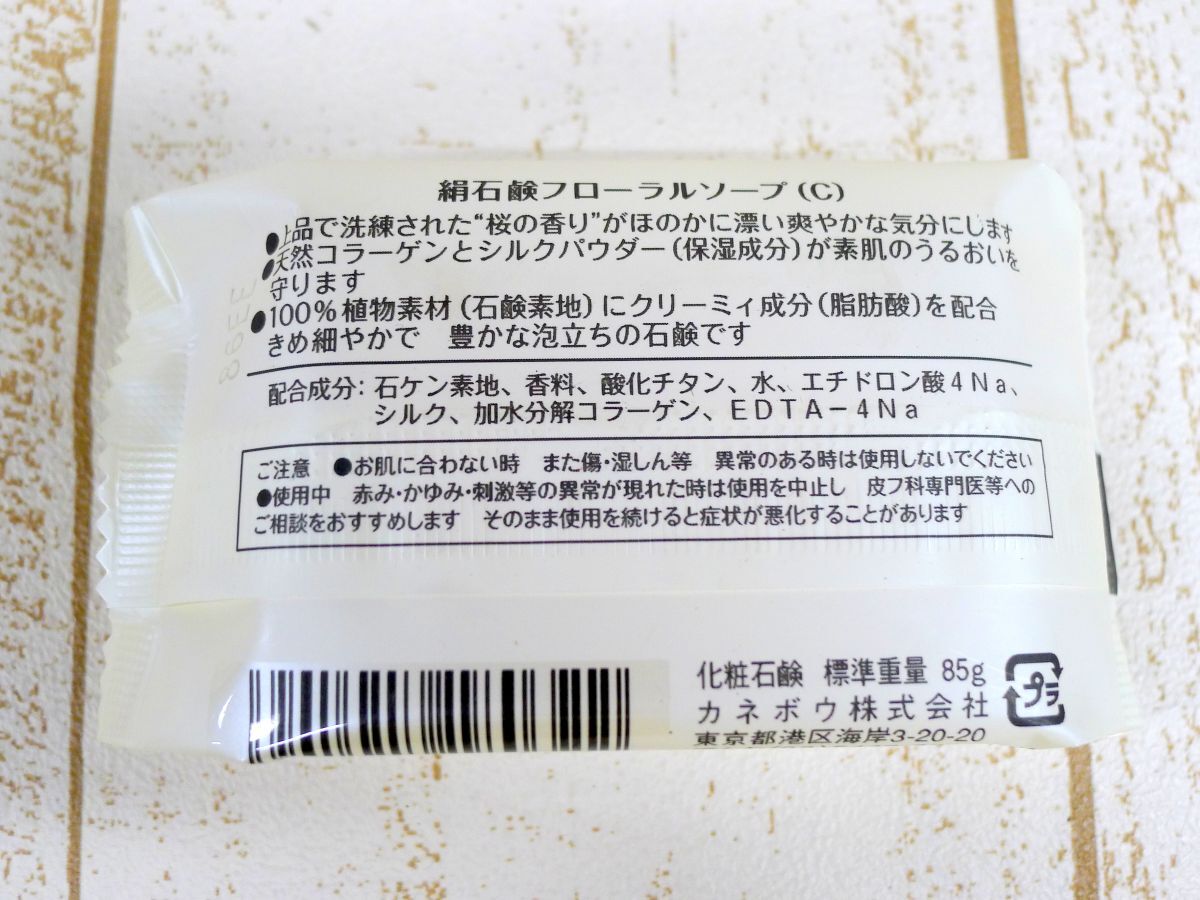 絹石鹸フローラルソープ(C)
●上品で洗練された“桜の香り”がほのかに漂い爽やかな気分にします
●天然コラーゲンとシルクパウダー(保湿成分)が素肌のうるおいを
守ります
●100%植物素材(石鹸素地)にクリーミィ成分(脂肪酸)を配合
きめ細やかで 豊かな泡立ちの石鹸です
配合成分: 石ケン素地、香料、酸化チタン、水、エチドロン酸4Na、
シルク、加水分解コラーゲン、EDTA-4Na
ご注意 ●お肌に合わない時 また傷・湿しん等 異常のある時は使用しないでください
●使用中 赤み・かゆみ・刺激等の異常が現れた時は使用を中止し 皮フ科専門医等への
ご相談をおすすめします そのまま使用を続けると症状が悪化することがあります
化粧石鹸 標準重量 85g
カネボウ株式会社
東京都港区海岸3-20-20
プラ